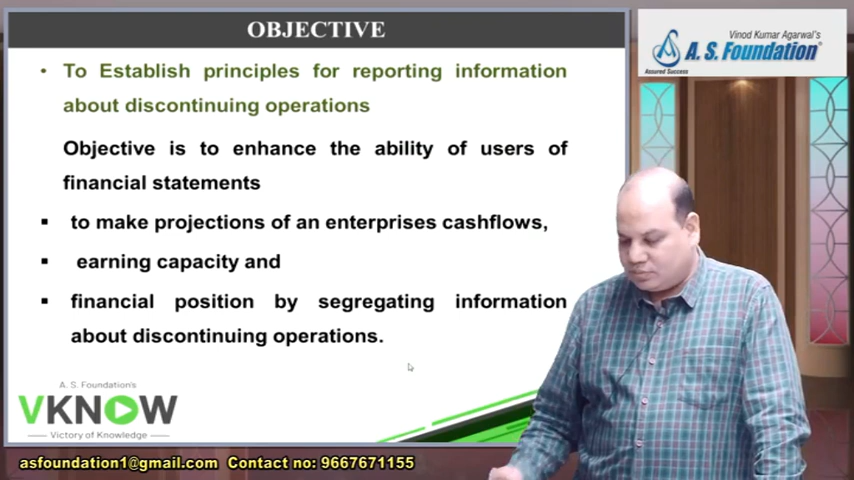 OBJECTIVE
• To Establish principles for reporting information
about discontinuing operations
Objective is to enhance the ability of users of
financial statements
▪ to make projections of an enterprises cashflows,
▪ earning capacity and
▪ financial position by segregating information
about discontinuing operations.
A. S. Foundation's
VKNOW
Victory of Knowledge
asfoundation1@gmail.com Contact no: 9667671155
Vinod Kumar Agarwal's
A. S. Foundation®
Assured Success